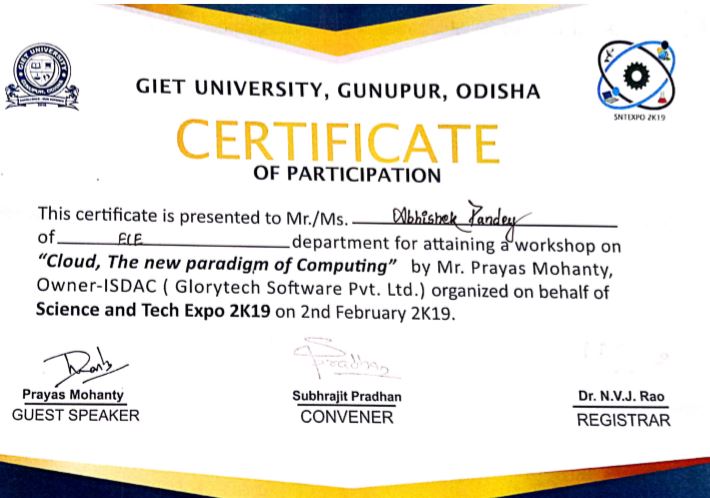 GIET UNIVERSITY
GUNUPUR, ODISHA
GIET UNIVERSITY, GUNUPUR, ODISHA
SNTEXPO 2K19
CERTIFICATE
OF PARTICIPATION
This certificate is presented to Mr./Ms. Abhishek Pandey
of ECE department for attaining a workshop on
“Cloud, The new paradigm of Computing” by Mr. Prayas Mohanty,
Owner-ISDAC ( Glorytech Software Pvt. Ltd.) organized on behalf of
Science and Tech Expo 2K19 on 2nd February 2K19.
Pradhan
Prayas Mohanty
GUEST SPEAKER
Subhrajit Pradhan
CONVENER
Dr. N.V.J. Rao
REGISTRAR